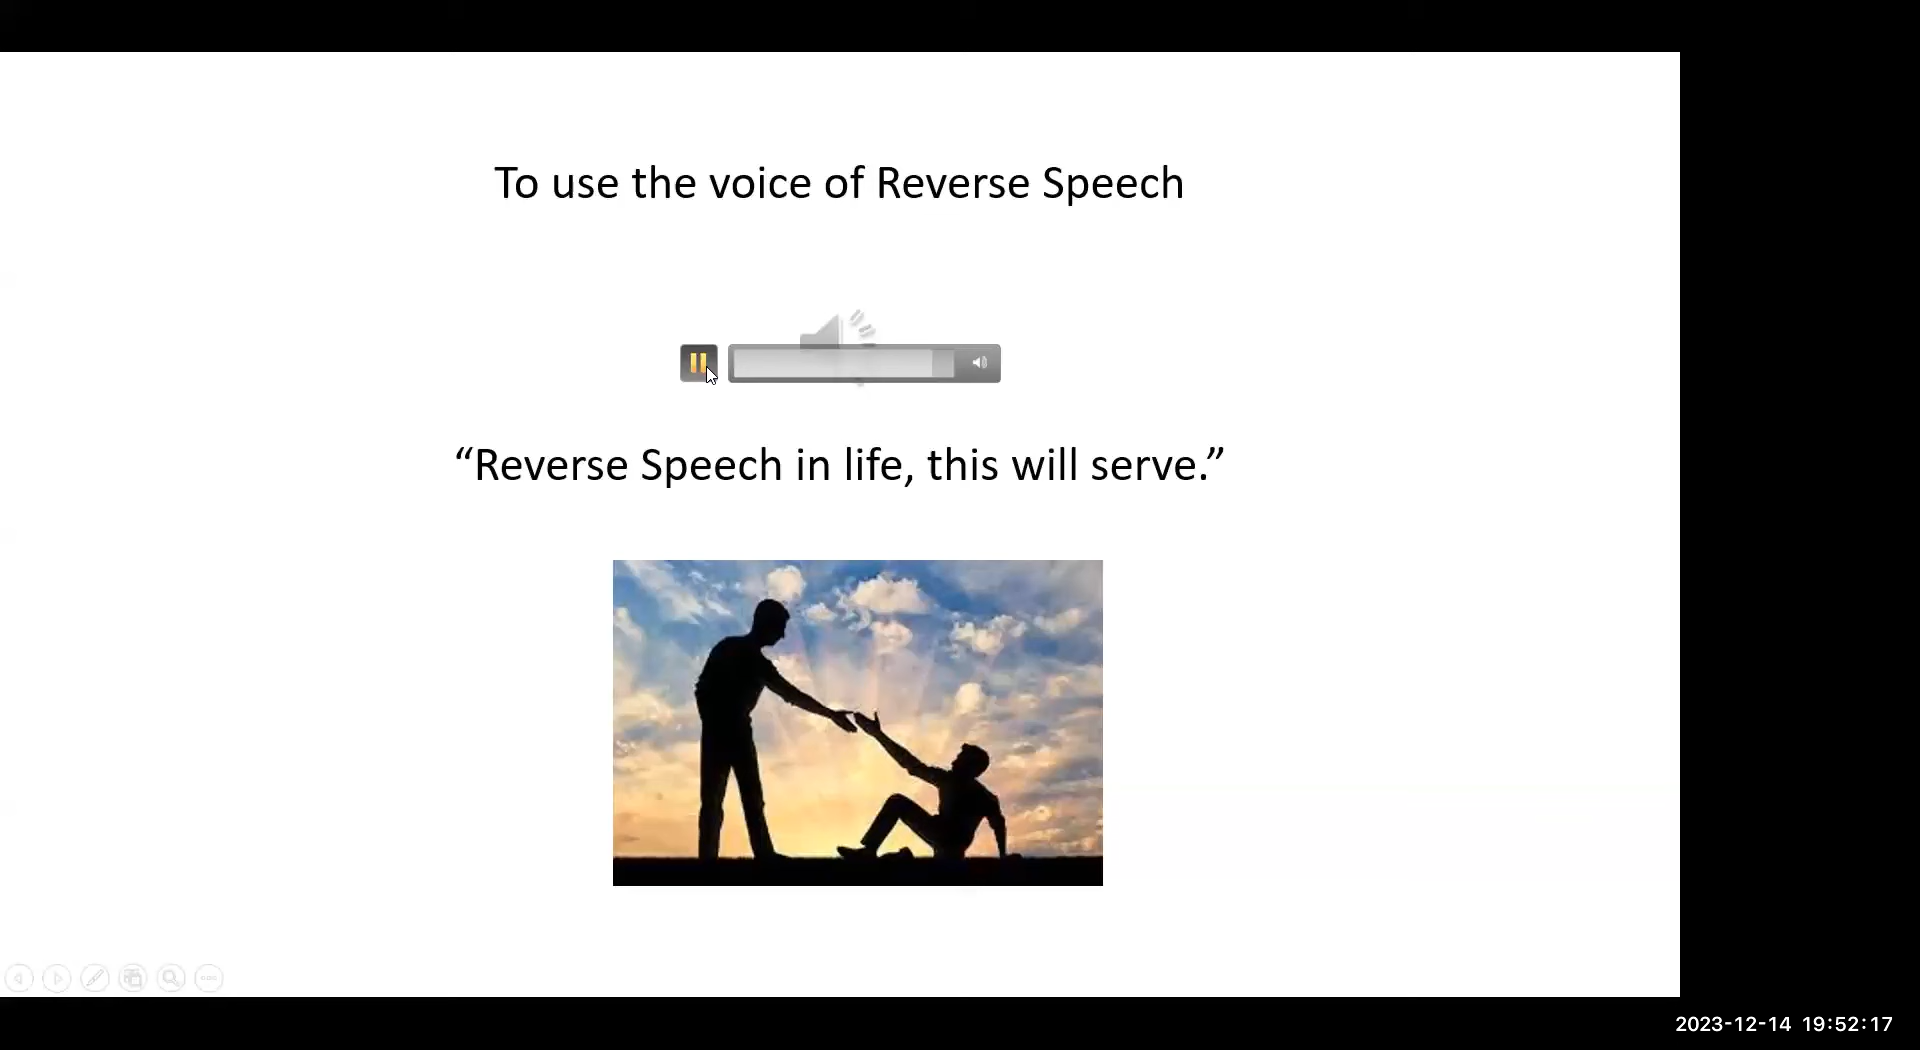 To use the voice of Reverse Speech
“Reverse Speech in life, this will serve.”
2023-12-14 19:52:17